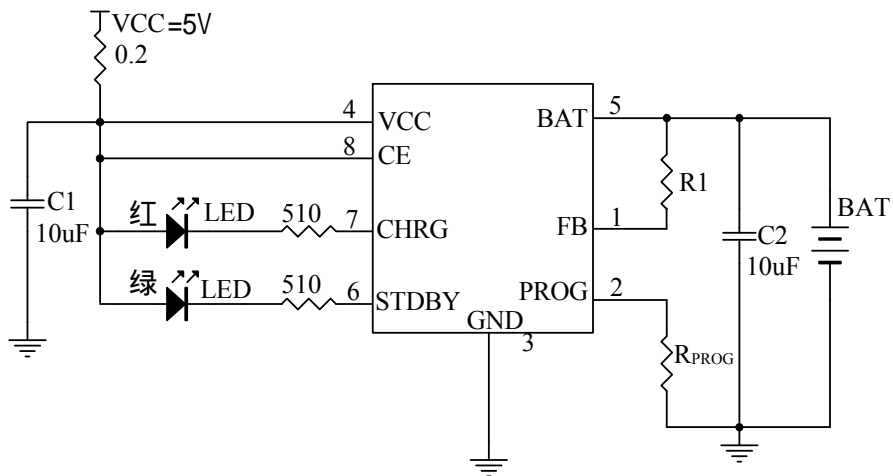 VCC=5V
0.2
4
VCC
BAT
5
8
CE
C1
10uF
红
LED
510
7
CHRG
R1
1
FB
BAT
C2
10uF
绿
LED
510
6
STDBY
PROG
2
GND
3
RPROG